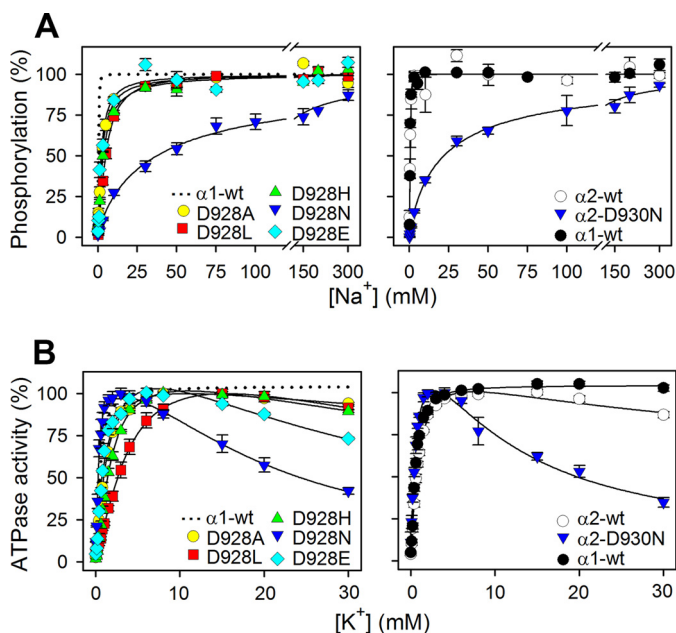 A
Phosphorylation (%)
100
75
50
25
0
α1-wt
D928A
D928L
D928H
D928N
D928E
0 25 50 75 100 150 300
α2-wt
α2-D930N
α1-wt
0 25 50 75 100 150 300
[Na⁺] (mM)
B
ATPase activity (%)
100
75
50
25
0
α1-wt
D928A
D928L
D928H
D928N
D928E
0 10 20 30
α2-wt
α2-D930N
α1-wt
0 10 20 30
[K⁺] (mM)